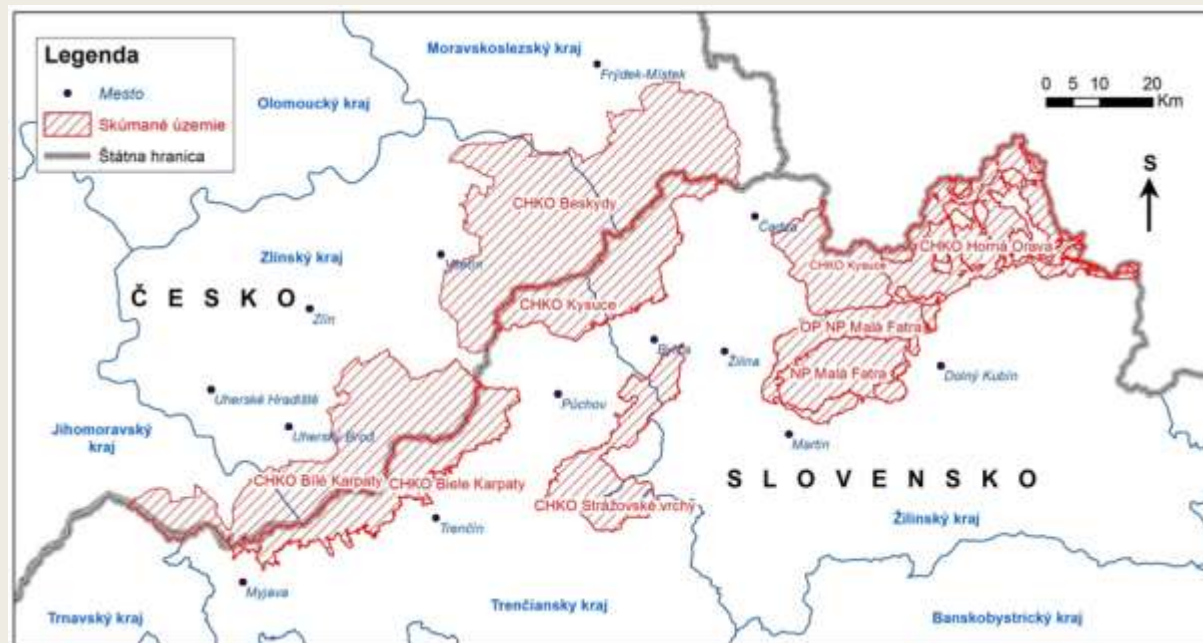 Legenda
Mesto
Skúmané územie
Štátna hranica
Moravskoslezský kraj
Frýdek-Místek
Olomoucký kraj
0 5 10 20
Km
S
CHKO Beskydy
Čadca
CHKO Horná Orava
CHKO Kysuce
Zlínský kraj
Vsetín
ČESKO
Zlín
CHKO Kysuce
OP NP Malá Fatra
Bytča
Žilina
NP Malá Fatra
Dolný Kubín
Uherské Hradiště
Púchov
Uherský Brod
Jihomoravský
kraj
Martin
CHKO Bílé Karpaty
CHKO Biele Karpaty
SLOVENSKO
CHKO Strážovské vrchy
Trenčín
Žilinský kraj
Myjava
Trnavský kraj
Trenčiansky kraj
Banskobystrický kraj